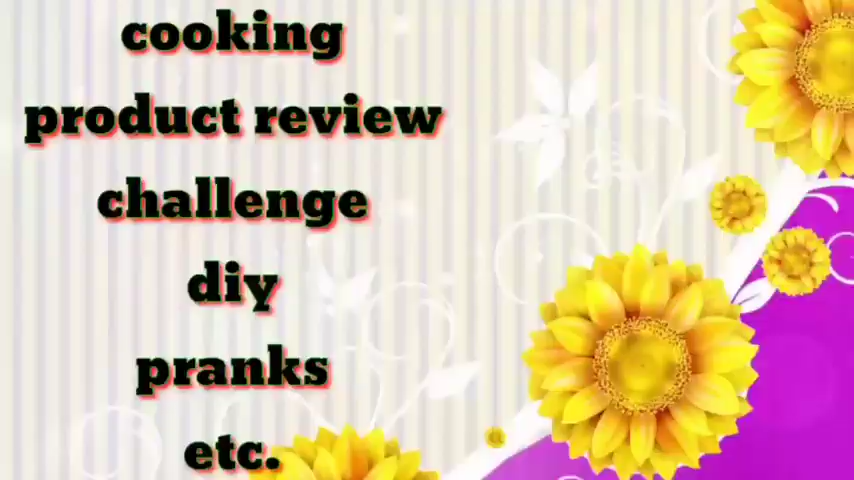 cooking
product review
challenge
diy
pranks
etc.